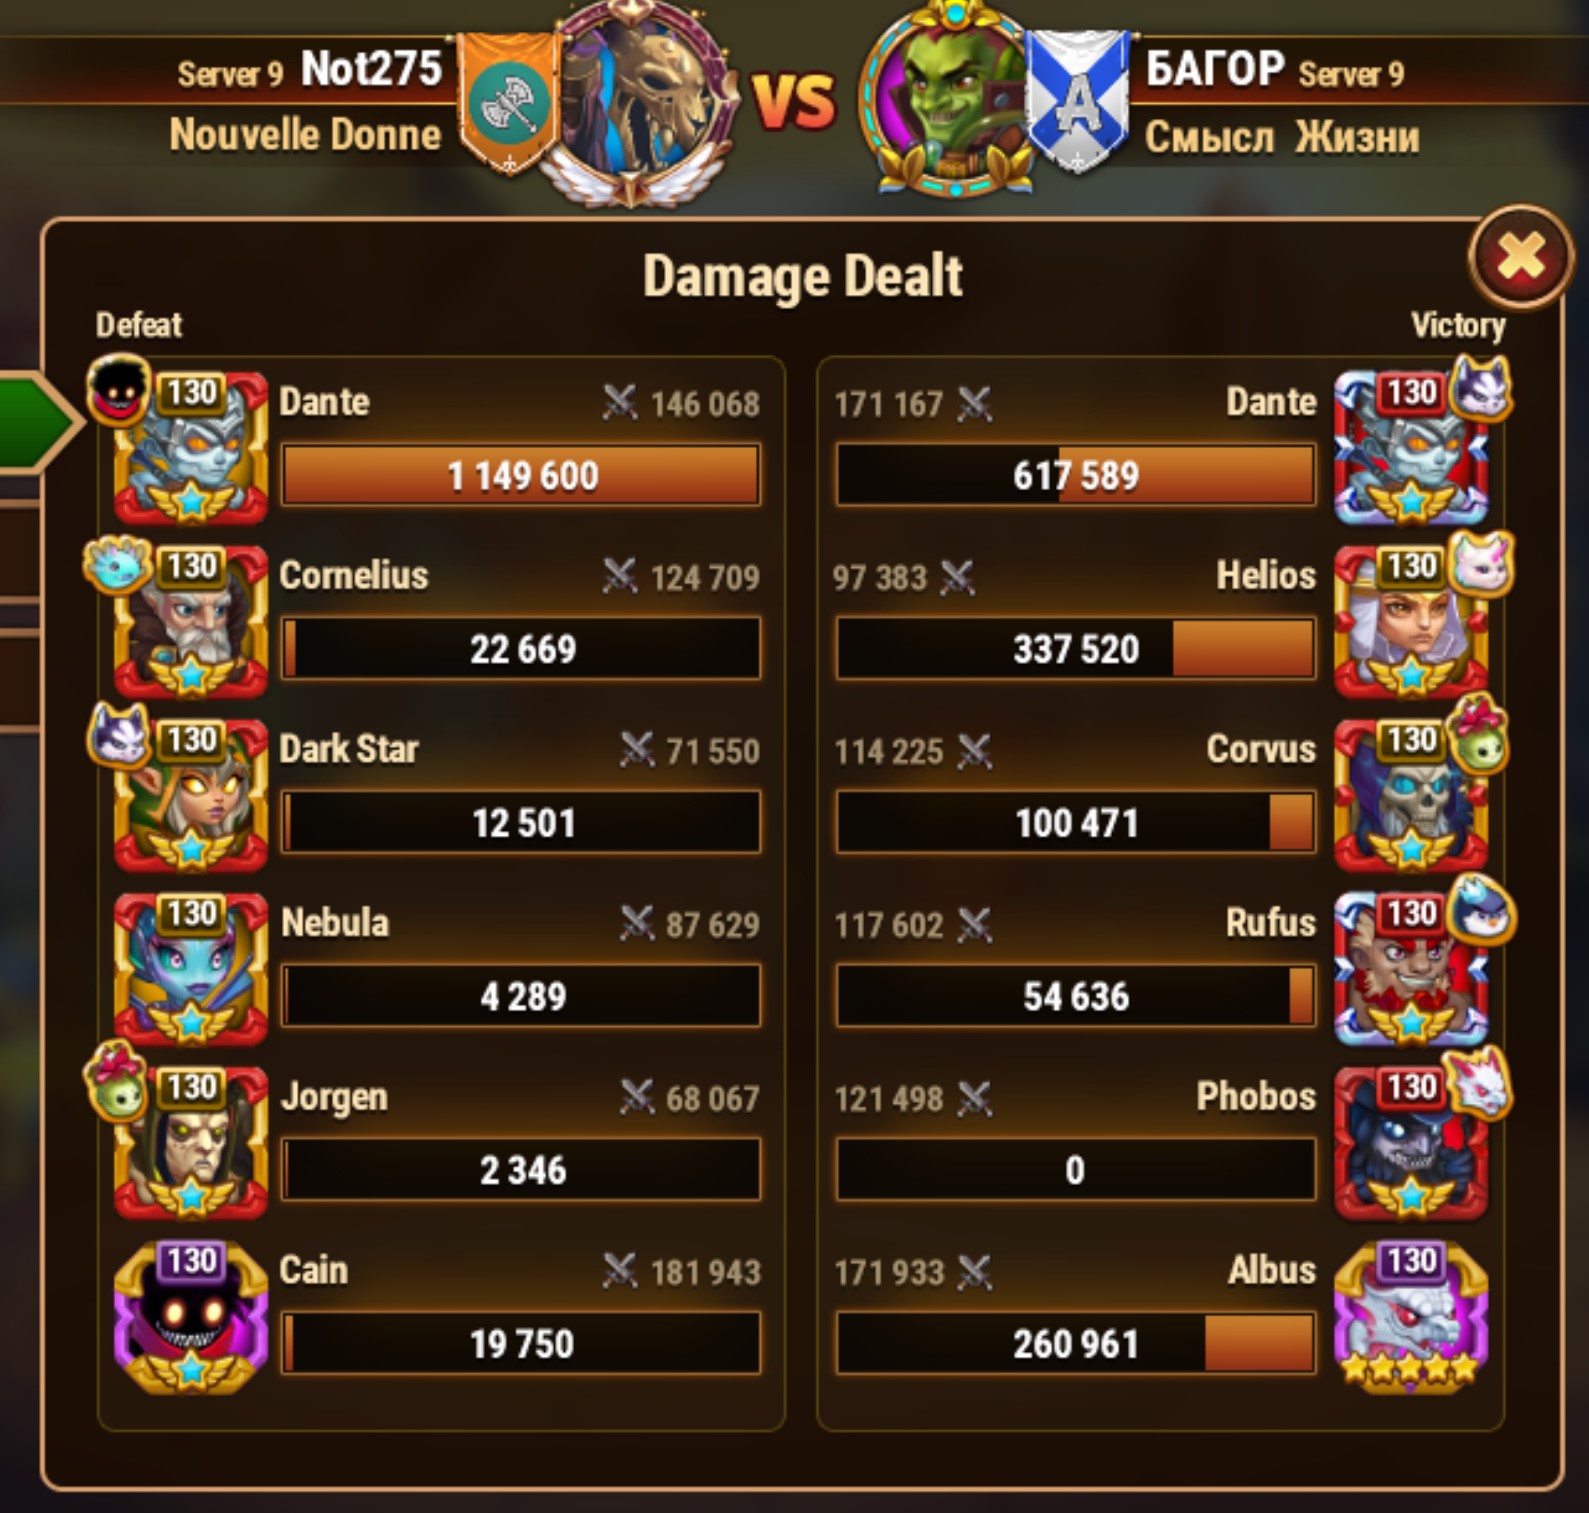 Server 9 Not275
Nouvelle Donne
VS
БАГОР Server 9
Смысл Жизни
A
Damage Dealt
Defeat
Victory
130 Dante 146 068
1 149 600
171 167 Dante 130
617 589
130 Cornelius 124 709
22 669
97 383 Helios 130
337 520
130 Dark Star 71 550
12 501
114 225 Corvus 130
100 471
130 Nebula 87 629
4 289
117 602 Rufus 130
54 636
130 Jorgen 68 067
2 346
121 498 Phobos 130
0
130 Cain 181 943
19 750
171 933 Albus 130
260 961